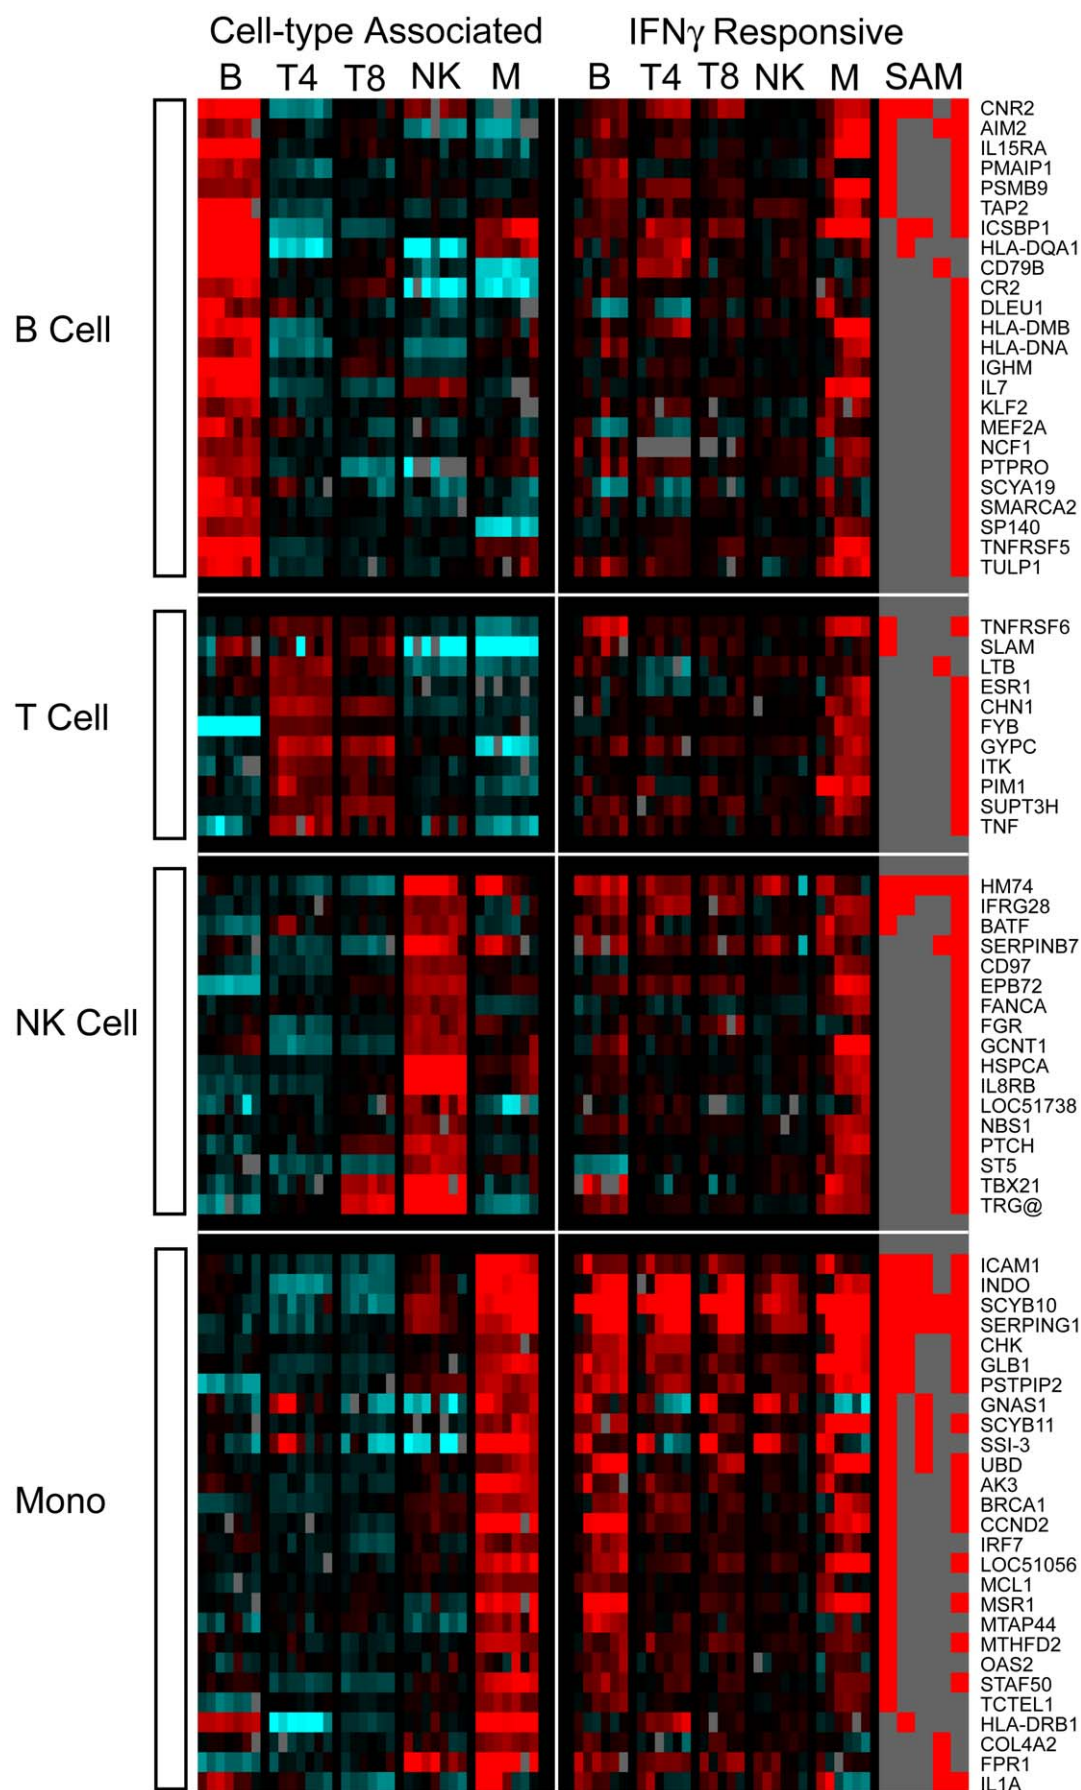 Cell-type Associated IFNγ Responsive
B T4 T8 NK M B T4 T8 NK M SAM
B Cell
CNR2
AIM2
IL15RA
PMAIP1
PSMB9
TAP2
ICSBP1
HLA-DQA1
CD79B
CR2
DLEU1
HLA-DMB
HLA-DNA
IGHM
IL7
KLF2
MEF2A
NCF1
PTPRO
SCYA19
SMARCA2
SP140
TNFRSF5
TULP1
T Cell
TNFRSF6
SLAM
LTB
ESR1
CHN1
FYB
GYPC
ITK
PIM1
SUPT3H
TNF
NK Cell
HM74
IFRG28
BATF
SERPINB7
CD97
EPB72
FANCA
FGR
GCNT1
HSPCA
IL8RB
LOC51738
NBS1
PTCH
ST5
TBX21
TRG@
Mono
ICAM1
INDO
SCYB10
SERPING1
CHK
GLB1
PSTPIP2
GNAS1
SCYB11
SSI-3
UBD
AK3
BRCA1
CCND2
IRF7
LOC51056
MCL1
MSR1
MTAP44
MTHFD2
OAS2
STAF50
TCTEL1
HLA-DRB1
COL4A2
FPR1
IL1A